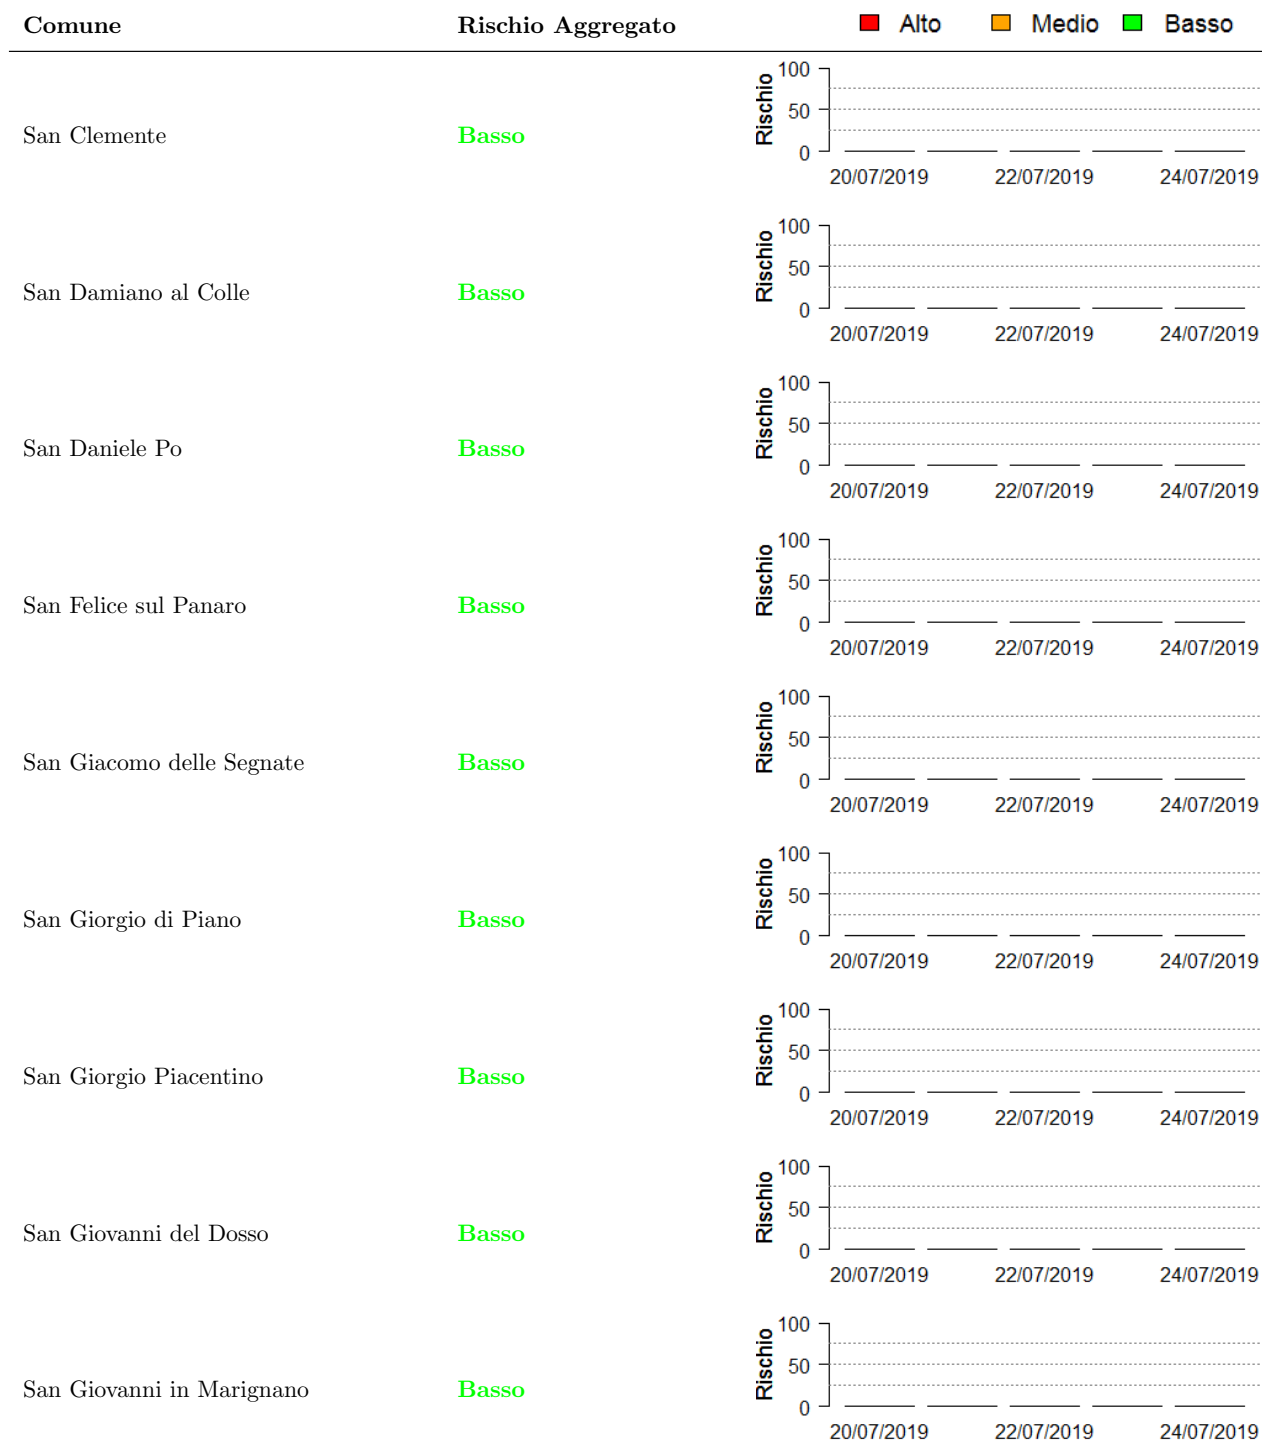 Comune Rischio Aggregato Alto Medio Basso
San Clemente Basso Rischio 100 50 0
20/07/2019 22/07/2019 24/07/2019
San Damiano al Colle Basso Rischio 100 50 0
20/07/2019 22/07/2019 24/07/2019
San Daniele Po Basso Rischio 100 50 0
20/07/2019 22/07/2019 24/07/2019
San Felice sul Panaro Basso Rischio 100 50 0
20/07/2019 22/07/2019 24/07/2019
San Giacomo delle Segnate Basso Rischio 100 50 0
20/07/2019 22/07/2019 24/07/2019
San Giorgio di Piano Basso Rischio 100 50 0
20/07/2019 22/07/2019 24/07/2019
San Giorgio Piacentino Basso Rischio 100 50 0
20/07/2019 22/07/2019 24/07/2019
San Giovanni del Dosso Basso Rischio 100 50 0
20/07/2019 22/07/2019 24/07/2019
San Giovanni in Marignano Basso Rischio 100 50 0
20/07/2019 22/07/2019 24/07/2019